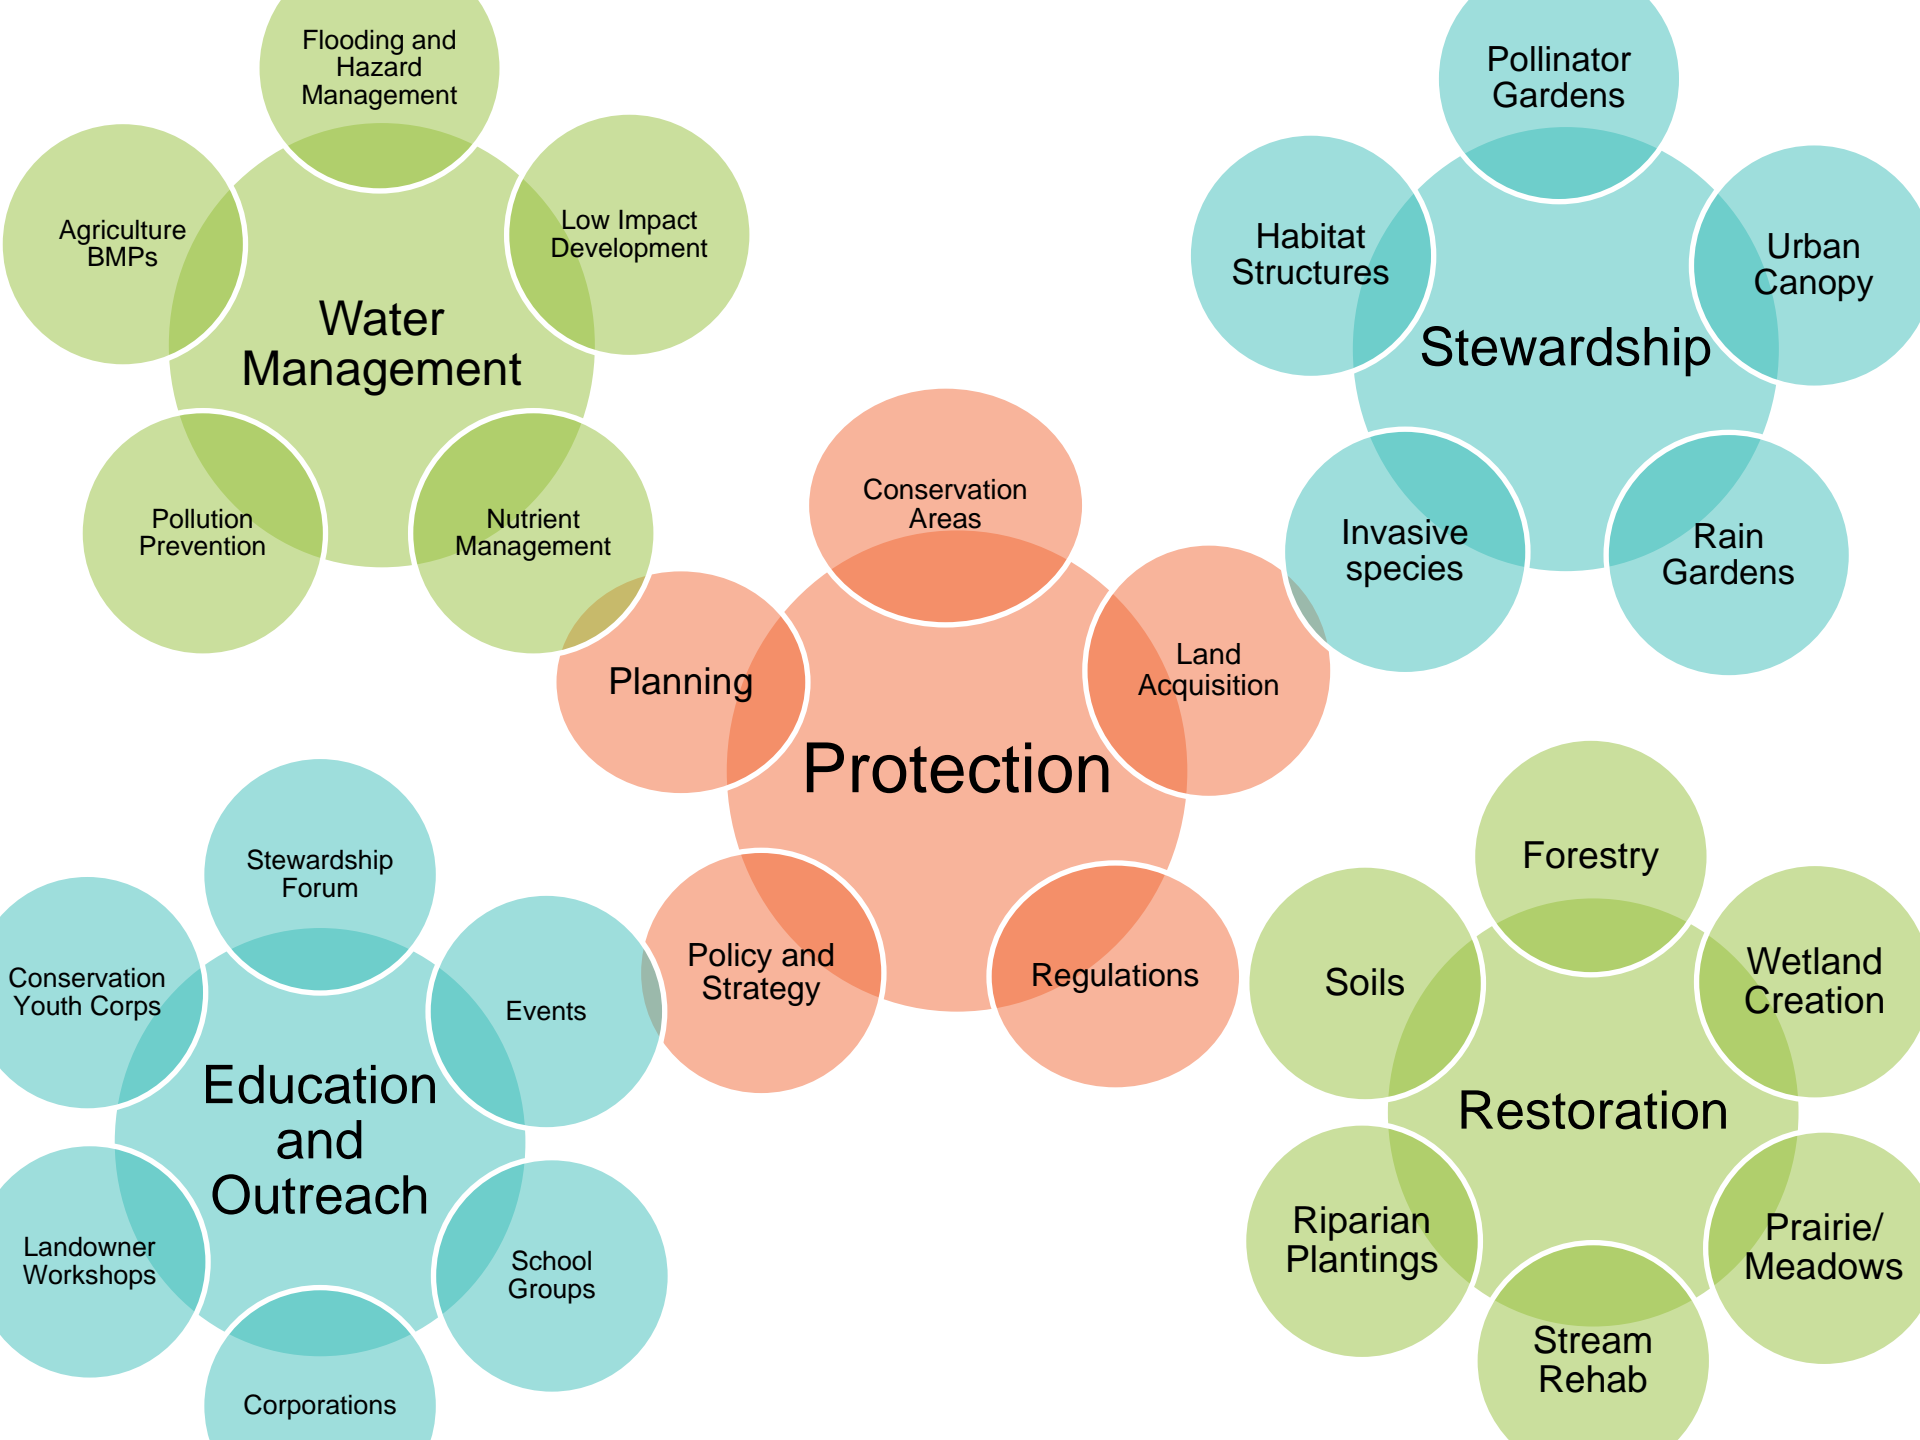 Flooding and
Hazard
Management
Agriculture
BMPs
Low Impact
Development
Water
Management
Pollution
Prevention
Nutrient
Management
Pollinator
Gardens
Habitat
Structures
Urban
Canopy
Stewardship
Invasive
species
Rain
Gardens
Conservation
Areas
Planning
Land
Acquisition
Protection
Policy and
Strategy
Regulations
Stewardship
Forum
Conservation
Youth Corps
Events
Education
and
Outreach
Landowner
Workshops
School
Groups
Corporations
Forestry
Soils
Wetland
Creation
Restoration
Riparian
Plantings
Prairie/
Meadows
Stream
Rehab